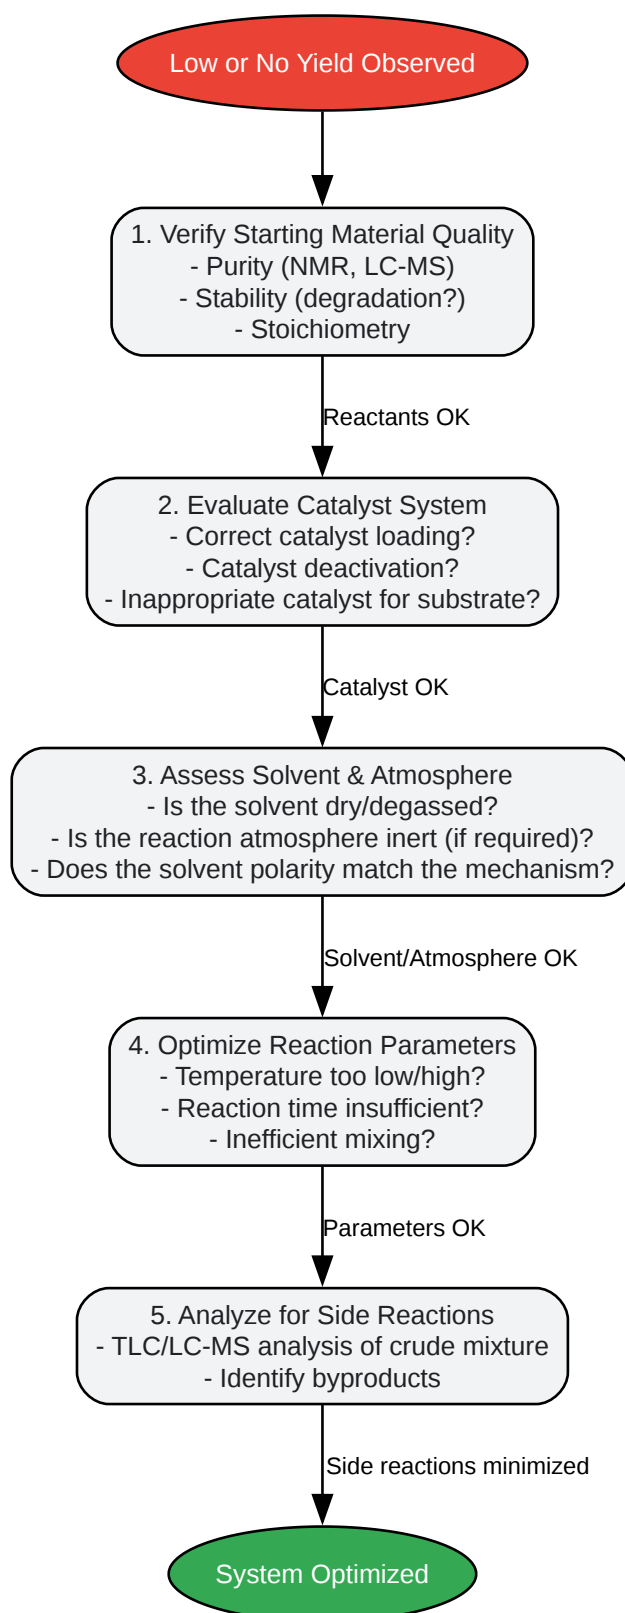 Low or No Yield Observed
1. Verify Starting Material Quality
- Purity (NMR, LC-MS)
- Stability (degradation?)
- Stoichiometry
Reactants OK
2. Evaluate Catalyst System
- Correct catalyst loading?
- Catalyst deactivation?
- Inappropriate catalyst for substrate?
Catalyst OK
3. Assess Solvent & Atmosphere
- Is the solvent dry/degassed?
- Is the reaction atmosphere inert (if required)?
- Does the solvent polarity match the mechanism?
Solvent/Atmosphere OK
4. Optimize Reaction Parameters
- Temperature too low/high?
- Reaction time insufficient?
- Inefficient mixing?
Parameters OK
5. Analyze for Side Reactions
- TLC/LC-MS analysis of crude mixture
- Identify byproducts
Side reactions minimized
System Optimized